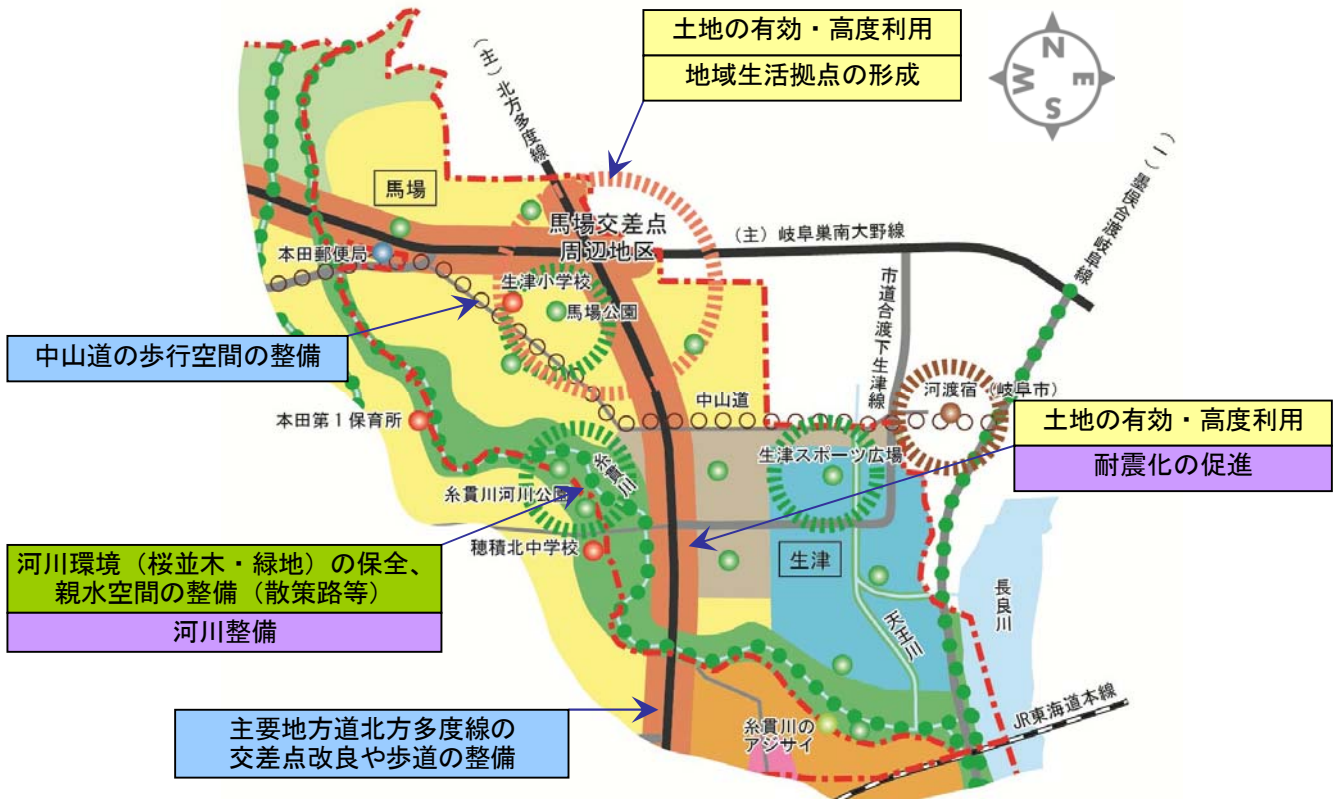 土地の有効・高度利用
地域生活拠点の形成
N
W
E
S
（主）北方多度線
（一）墨俣合渡岐阜線
馬場
馬場交差点
周辺地区
（主）岐阜巣南大野線
本田郵便局
生津小学校
馬場公園
市道合渡下生津線
中山道の歩行空間の整備
河渡宿（岐阜市）
中山道
本田第１保育所
土地の有効・高度利用
耐震化の促進
生津スポーツ広場
糸貫川
糸貫川河川公園
穂積北中学校
生津
河川環境（桜並木・緑地）の保全、
親水空間の整備（散策路等）
河川整備
長良川
天王川
主要地方道北方多度線の
交差点改良や歩道の整備
糸貫川の
アジサイ
JR東海道本線